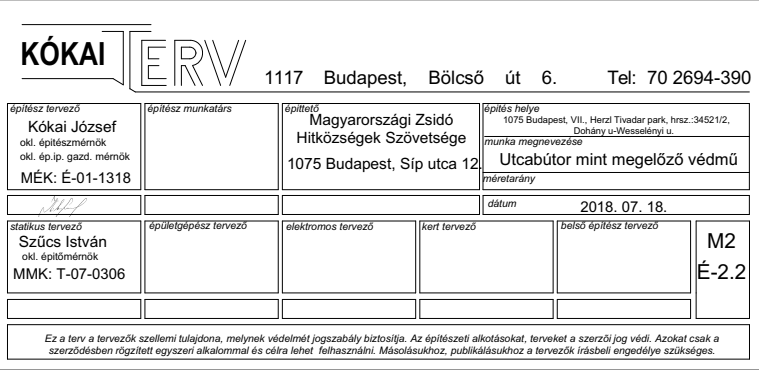 KÓKAI TERV
1117 Budapest, Bölcső út 6. Tel: 70 2694-390
építész tervező
Kókai József
okl. építészmérnök
okl. ép.ip. gazd. mérnök
MÉK: É-01-1318
építész munkatárs
építtető
Magyarországi Zsidó
Hitközségek Szövetsége
1075 Budapest, Síp utca 12.
építés helye
1075 Budapest, VII., Herzl Tivadar park, hrsz.:34521/2,
Dohány u-Wesselényi u.
munka megnevezése
Utcabútor mint megelőző védmű
méretarány
dátum
2018. 07. 18.
statikus tervező
Szűcs István
okl. építőmérnök
MMK: T-07-0306
épületgépész tervező
elektromos tervező
kert tervező
belső építész tervező
M2
É-2.2
Ez a terv a tervezők szellemi tulajdona, melynek védelmét jogszabály biztosítja. Az építészeti alkotásokat, terveket a szerzői jog védi. Azokat csak a
szerződésben rögzített egyszeri alkalommal és célra lehet felhasználni. Másolásukhoz, publikálásukhoz a tervezők írásbeli engedélye szükséges.